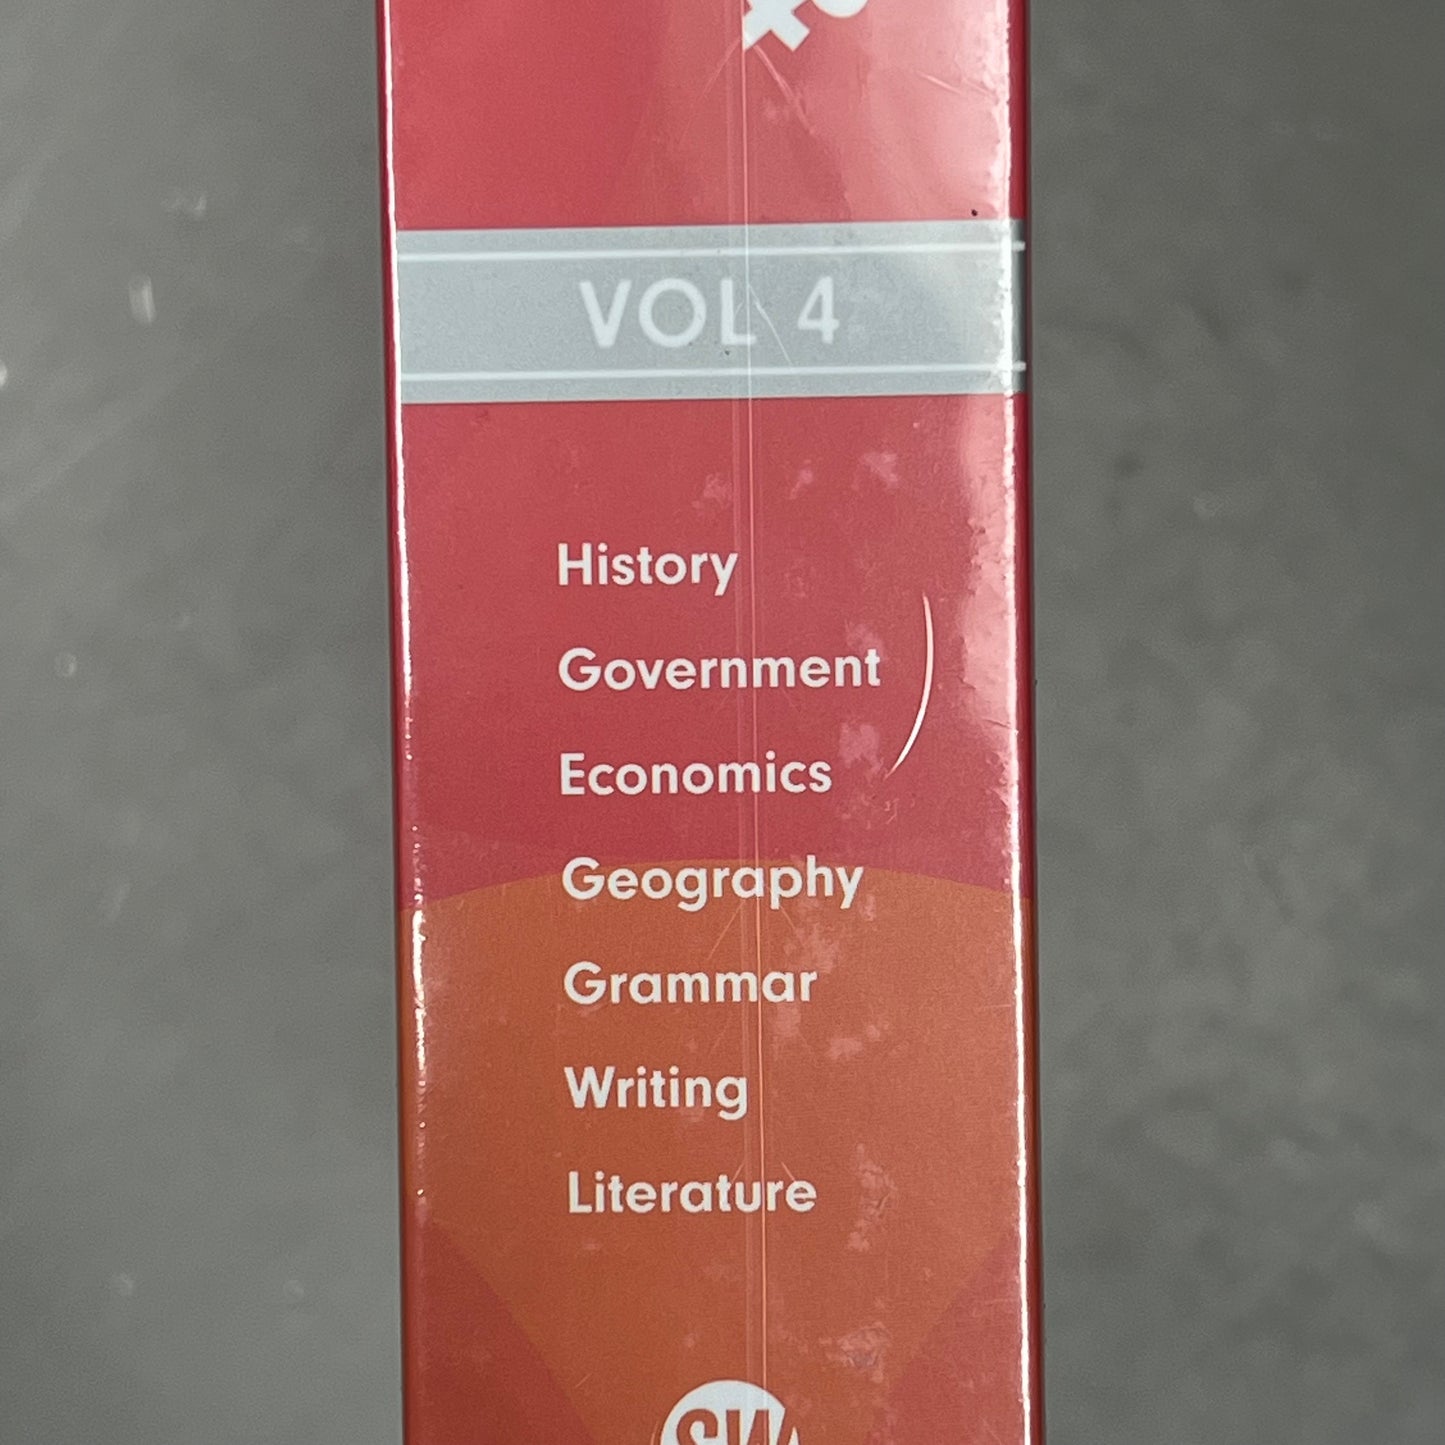 VOL 4
History
Government
Economics
Geography
Grammar
Writing
Literature